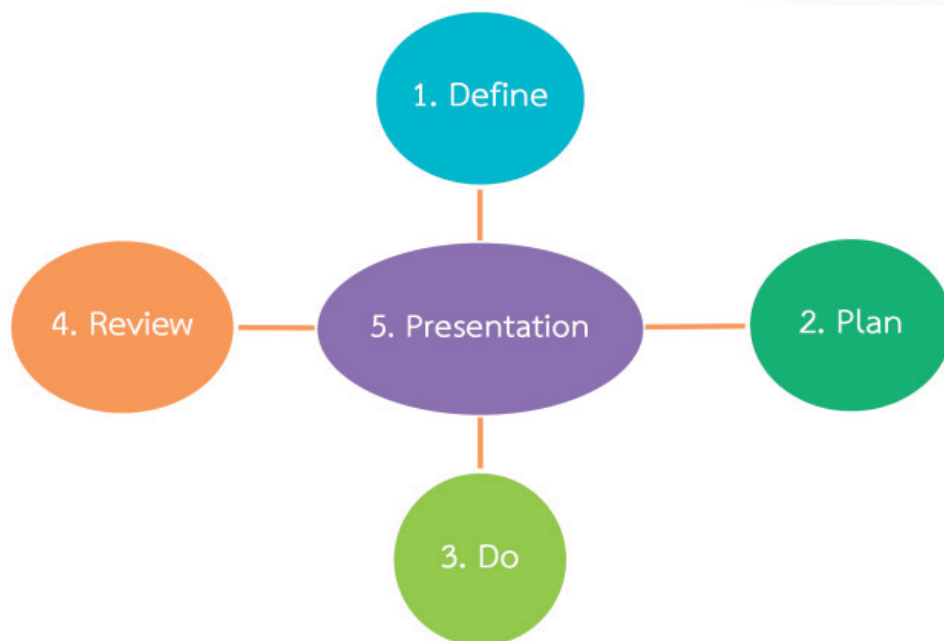 1. Define
2. Plan
3. Do
4. Review
5. Presentation